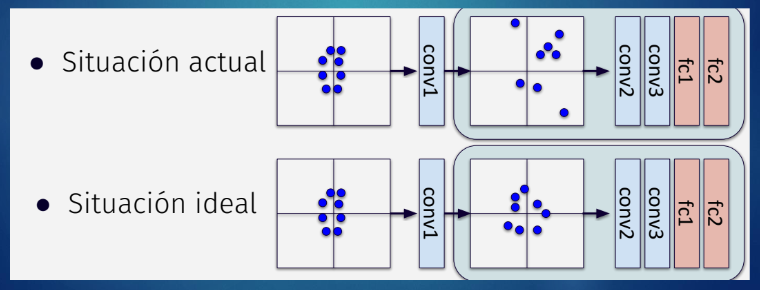 Situación actual
conv1
conv2
conv3
fc1
fc2
Situación ideal
conv1
conv2
conv3
fc1
fc2